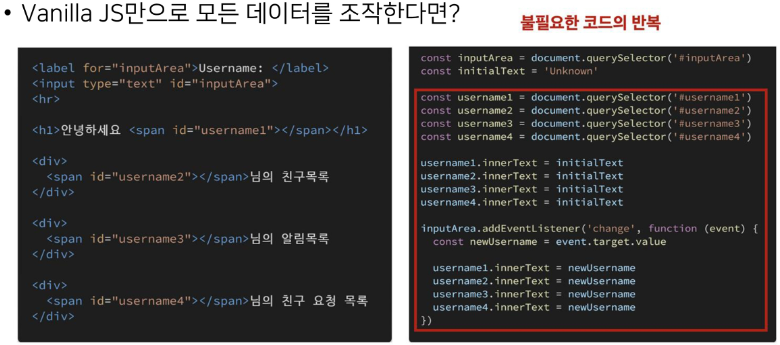 • Vanilla JS만으로 모든 데이터를 조작한다면?
불필요한 코드의 반복
<label for="inputArea">Username: </label>
<input type="text" id="inputArea">
<hr>
<h1>안녕하세요 <span id="username1"></span></h1>
<div>
<span id="username2"></span>님의 친구목록
</div>
<div>
<span id="username3"></span>님의 알림목록
</div>
<div>
<span id="username4"></span>님의 친구 요청 목록
</div>
const inputArea = document.querySelector('#inputArea')
const initialText = 'Unknown'
const username1 = document.querySelector('#username1')
const username2 = document.querySelector('#username2')
const username3 = document.querySelector('#username3')
const username4 = document.querySelector('#username4')
username1.innerText = initialText
username2.innerText = initialText
username3.innerText = initialText
username4.innerText = initialText
inputArea.addEventListener('change', function (event) {
const newUsername = event.target.value
username1.innerText = newUsername
username2.innerText = newUsername
username3.innerText = newUsername
username4.innerText = newUsername
})